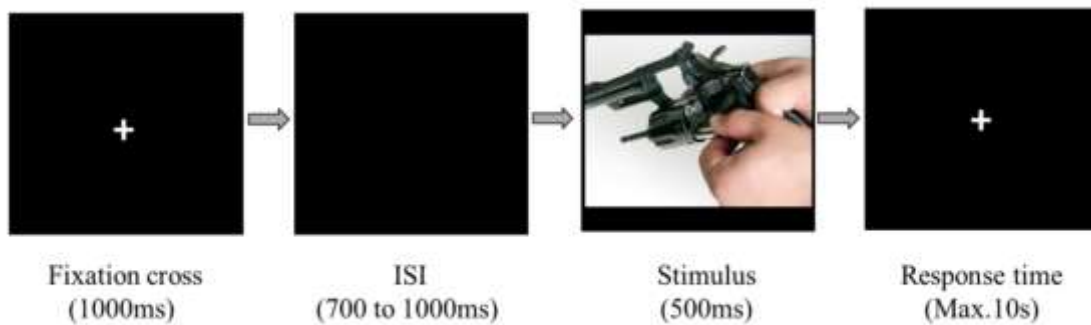 Fixation cross
(1000ms)
ISI
(700 to 1000ms)
Stimulus
(500ms)
Response time
(Max.10s)